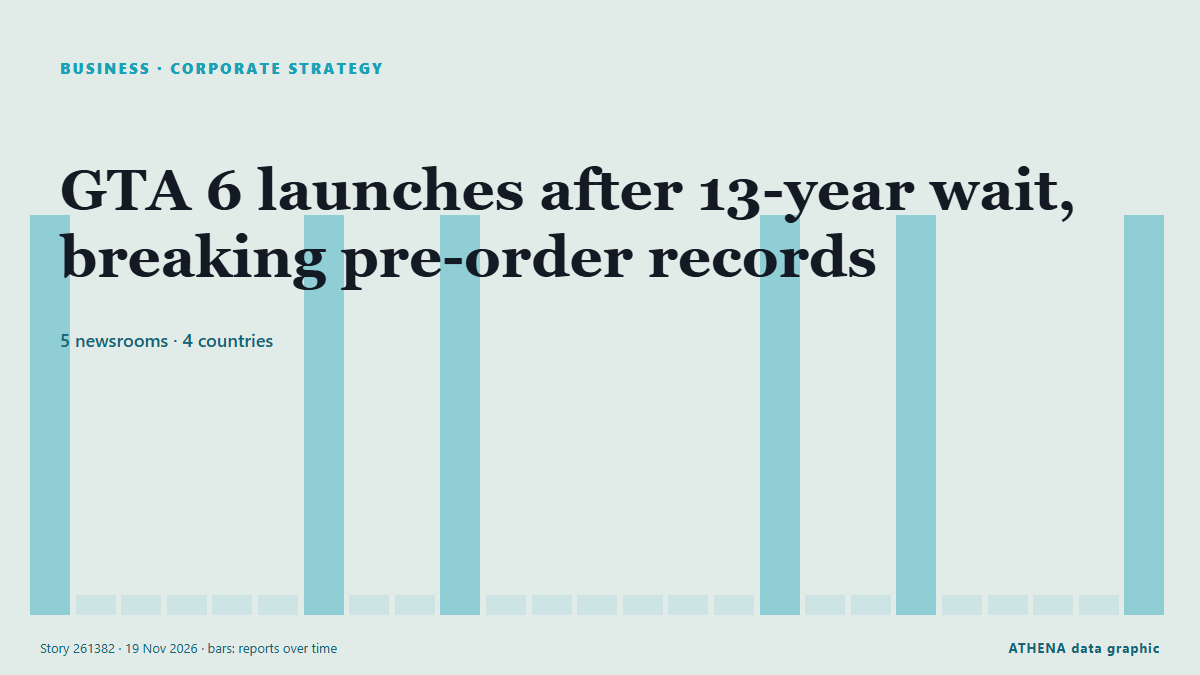 BUSINESS · CORPORATE STRATEGY
GTA 6 launches after 13-year wait,
breaking pre-order records
5 newsrooms · 4 countries
Story 261382 · 19 Nov 2026 · bars: reports over time
ATHENA data graphic